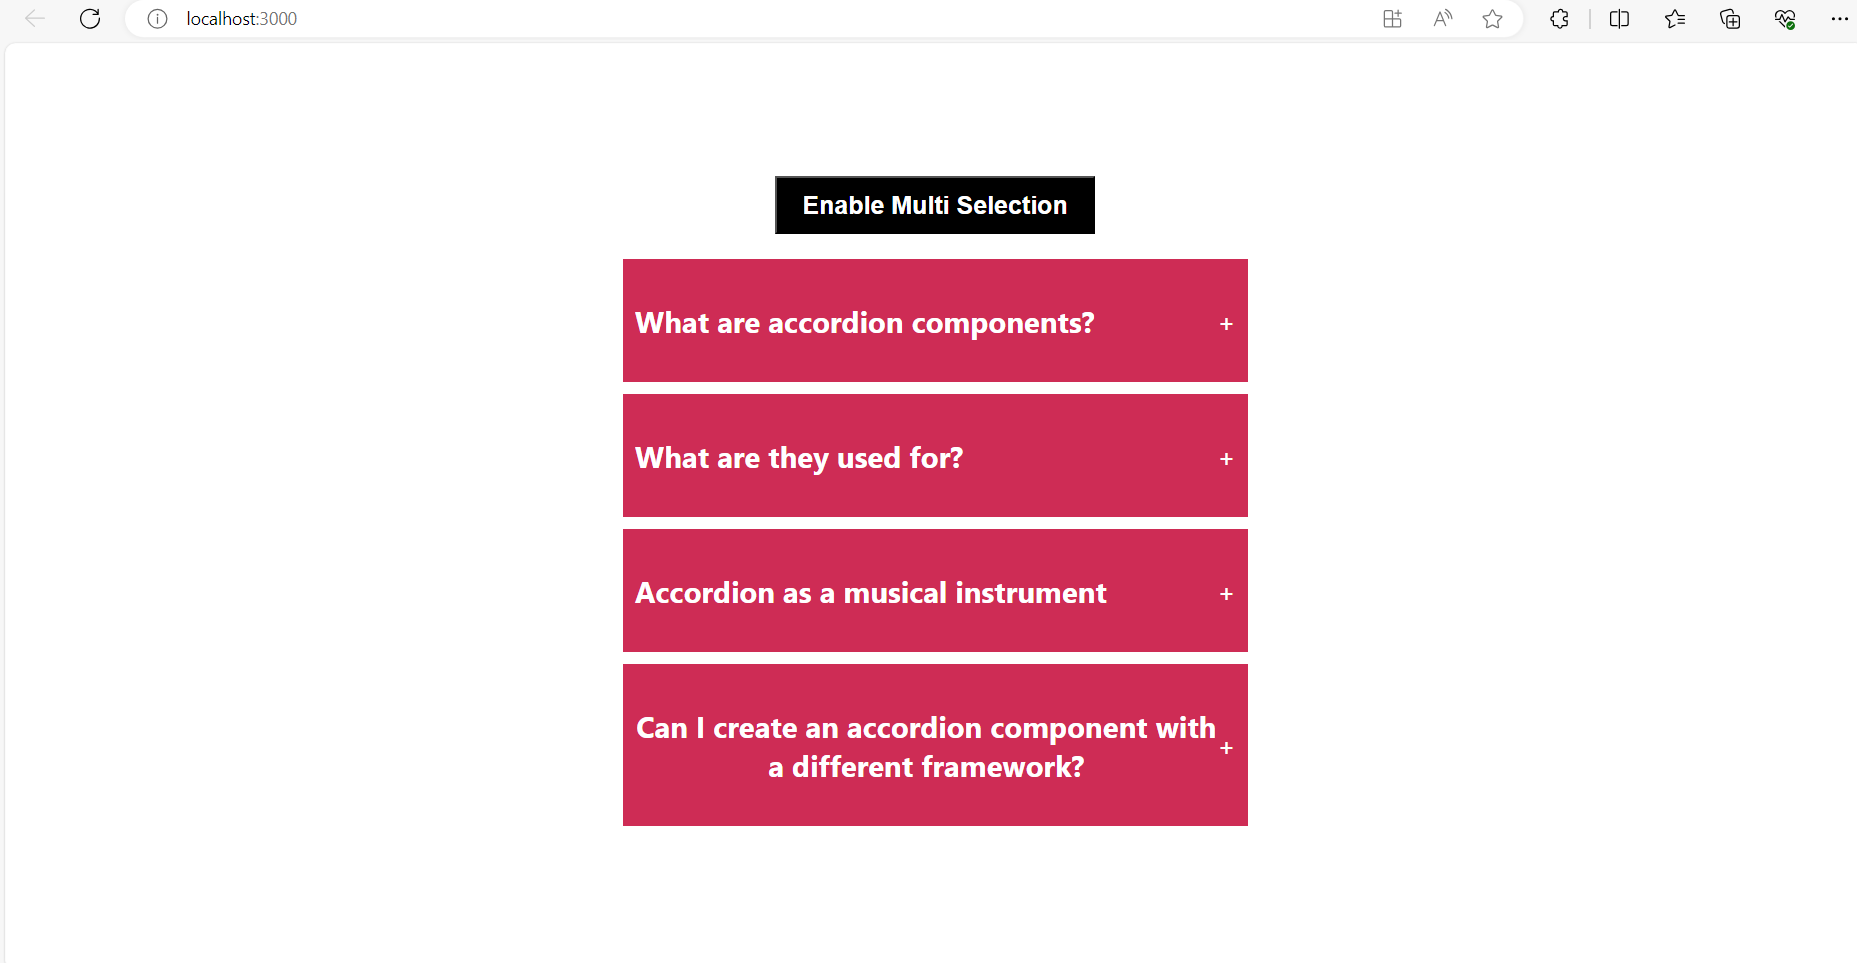 localhost:3000
Enable Multi Selection
What are accordion components?
+
What are they used for?
+
Accordion as a musical instrument
+
Can I create an accordion component with
a different framework?
+